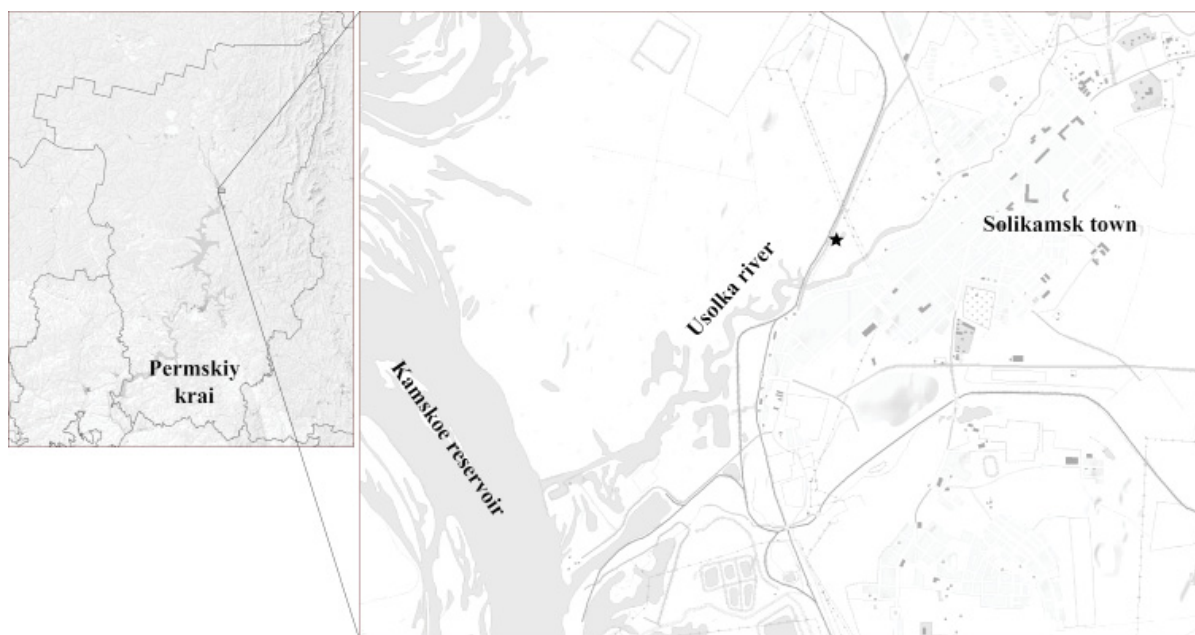 Permskiy
krai
Kamskoe reservoir
Usolka river
Solikamsk town